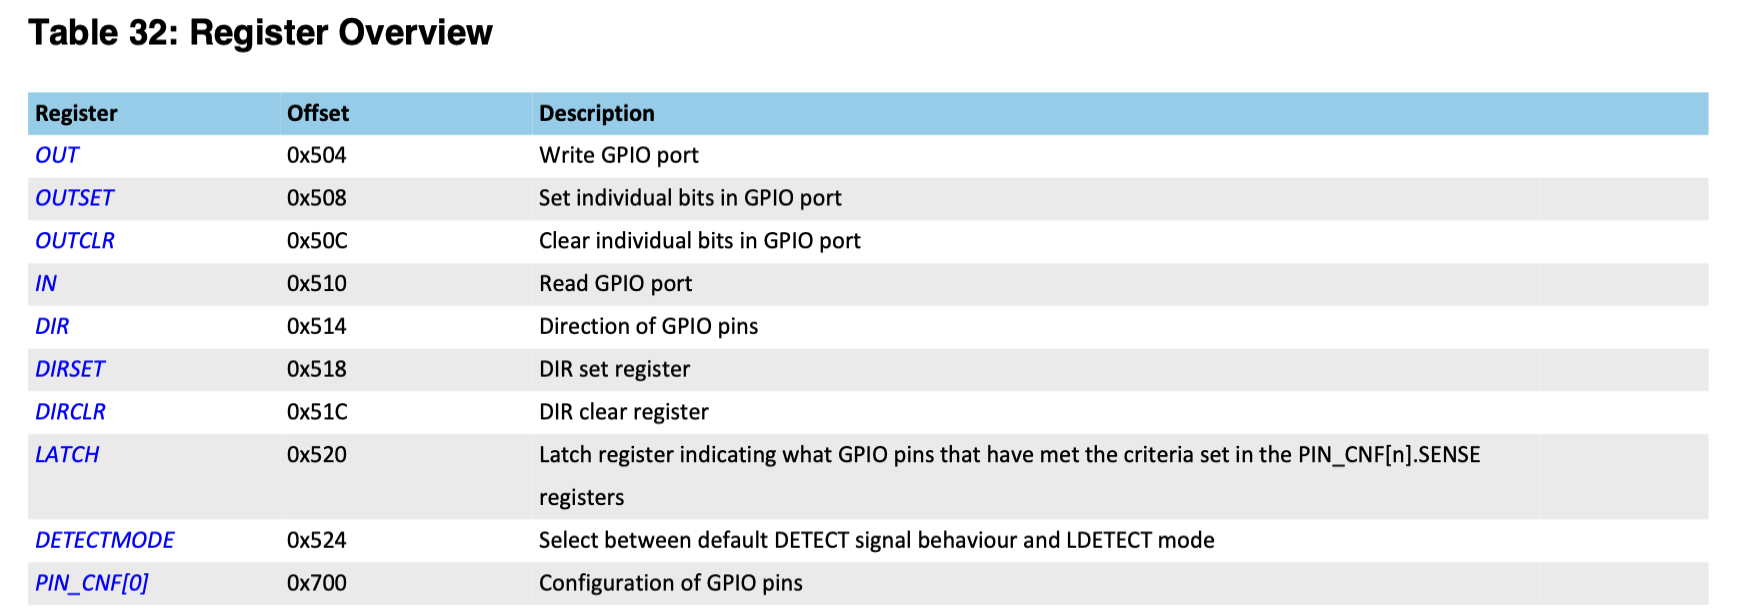 Table 32: Register Overview
Register Offset Description
OUT 0x504 Write GPIO port
OUTSET 0x508 Set individual bits in GPIO port
OUTCLR 0x50C Clear individual bits in GPIO port
IN 0x510 Read GPIO port
DIR 0x514 Direction of GPIO pins
DIRSET 0x518 DIR set register
DIRCLR 0x51C DIR clear register
LATCH 0x520 Latch register indicating what GPIO pins that have met the criteria set in the PIN_CNF[n].SENSE
registers
DETECTMODE 0x524 Select between default DETECT signal behaviour and LDETECT mode
PIN_CNF[0] 0x700 Configuration of GPIO pins